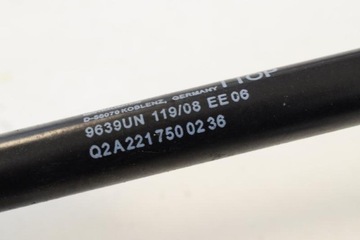 D-56070 KOBLENZ, GERMANY
9639UN 119/08 EE06
Q2A2217500236